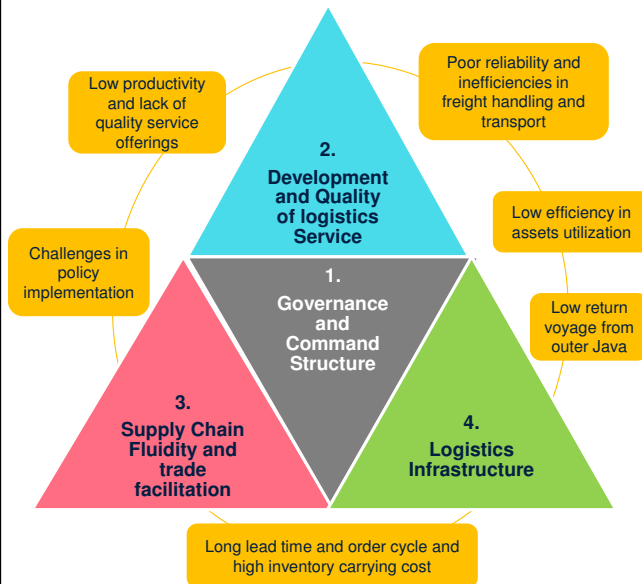 Low productivity
and lack of
quality service
offerings
Poor reliability and
inefficiencies in
freight handling and
transport
2.
Development
and Quality
of logistics
Service
Low efficiency in
assets utilization
Challenges in
policy
implementation
1.
Governance
and
Command
Structure
Low return
voyage from
outer Java
3.
Supply Chain
Fluidity and
trade
facilitation
4.
Logistics
Infrastructure
Long lead time and order cycle and
high inventory carrying cost